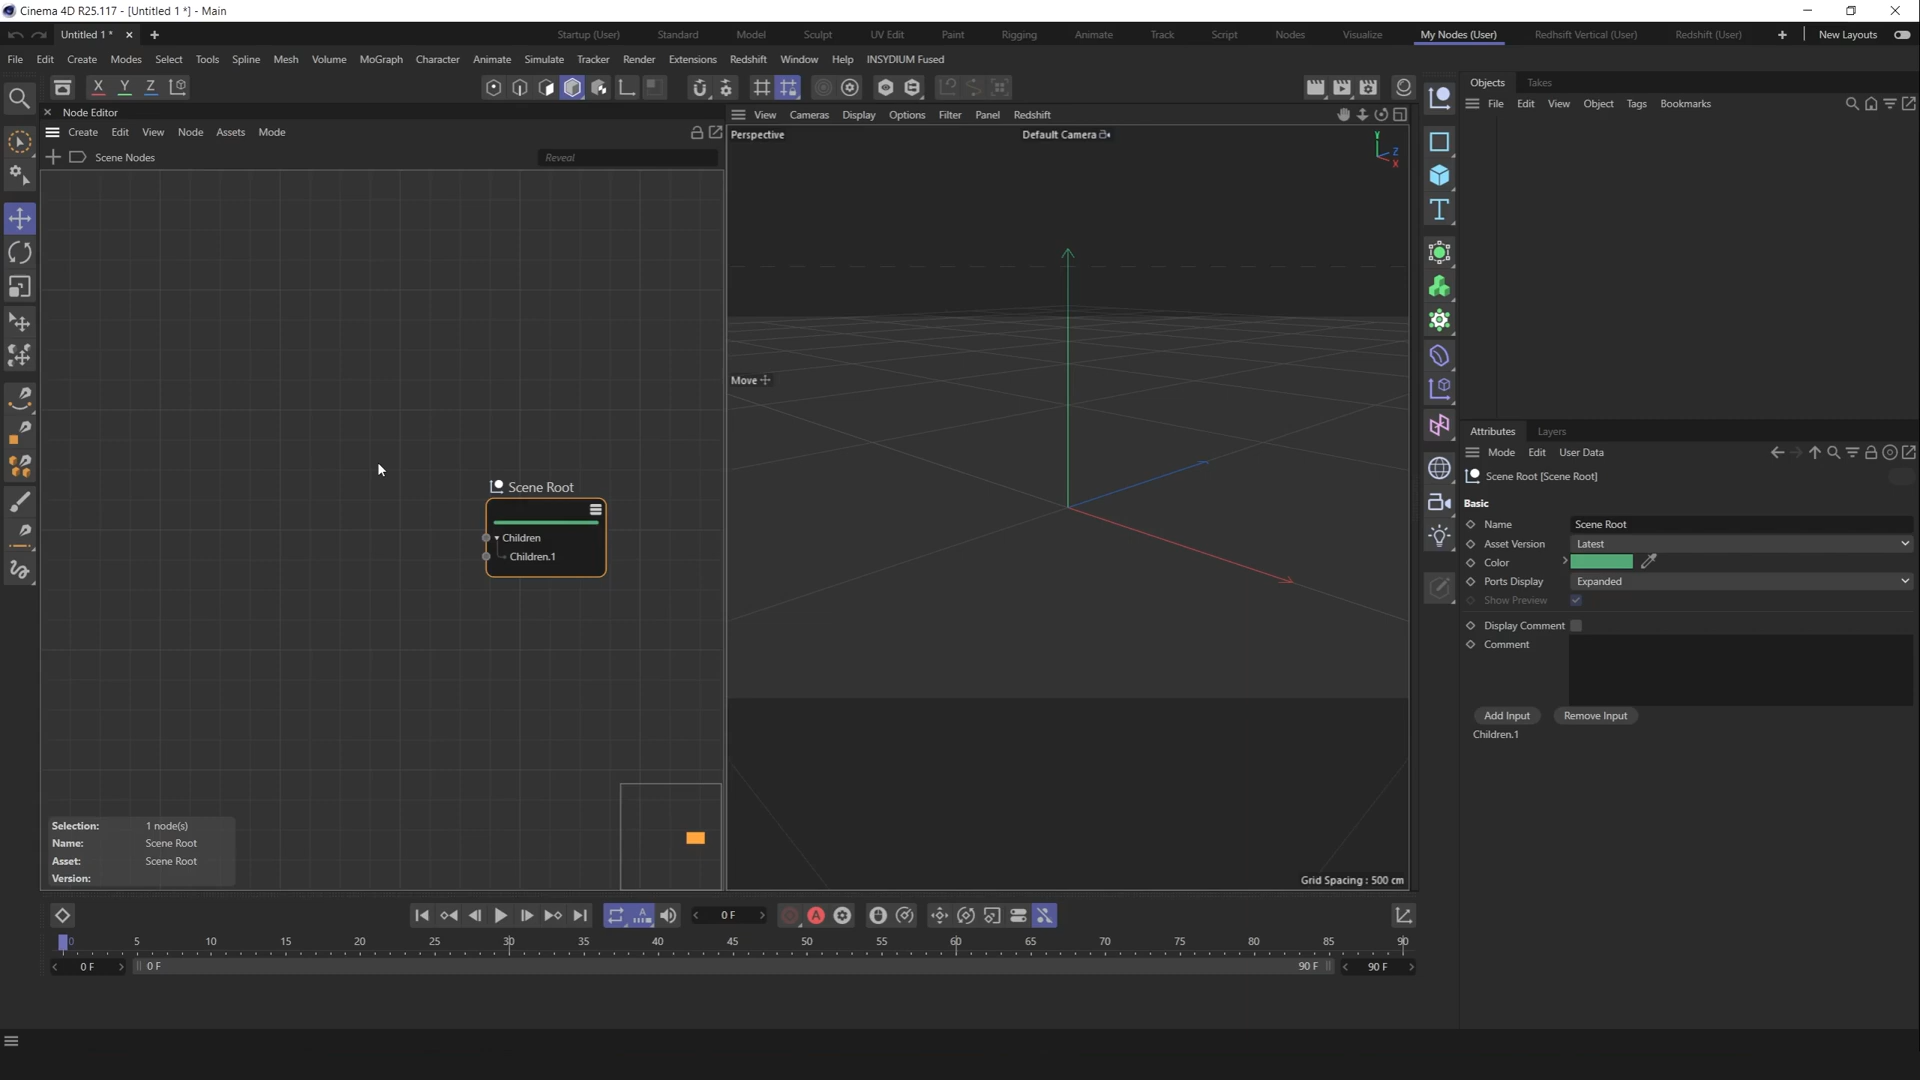 Cinema 4D R25.117 - [Untitled 1 *] - Main
Untitled 1 *
Startup (User) Standard Model Sculpt UV Edit Paint Rigging Animate Track Script Nodes Visualize My Nodes (User) Redhsift Vertical (User) Redshift (User) New Layouts
File Edit Create Modes Select Tools Spline Mesh Volume MoGraph Character Animate Simulate Tracker Render Extensions Redshift Window Help INSYDIUM Fused
X Y Z
Node Editor
Create Edit View Node Assets Mode
Scene Nodes
Reveal
Scene Root
Children
Children.1
Selection: 1 node(s)
Name: Scene Root
Asset: Scene Root
Version:
View Cameras Display Options Filter Panel Redshift
Perspective
Default Camera
Y
Z
X
Move
Grid Spacing : 500 cm
Objects Takes
File Edit View Object Tags Bookmarks
Attributes Layers
Mode Edit User Data
Scene Root [Scene Root]
Basic
Name Scene Root
Asset Version Latest
Color
Ports Display Expanded
Show Preview
Display Comment
Comment
Add Input Remove Input
Children.1
0 F
0 5 10 15 20 25 30 35 40 45 50 55 60 65 70 75 80 85 90
0 F 0 F 90 F 90 F